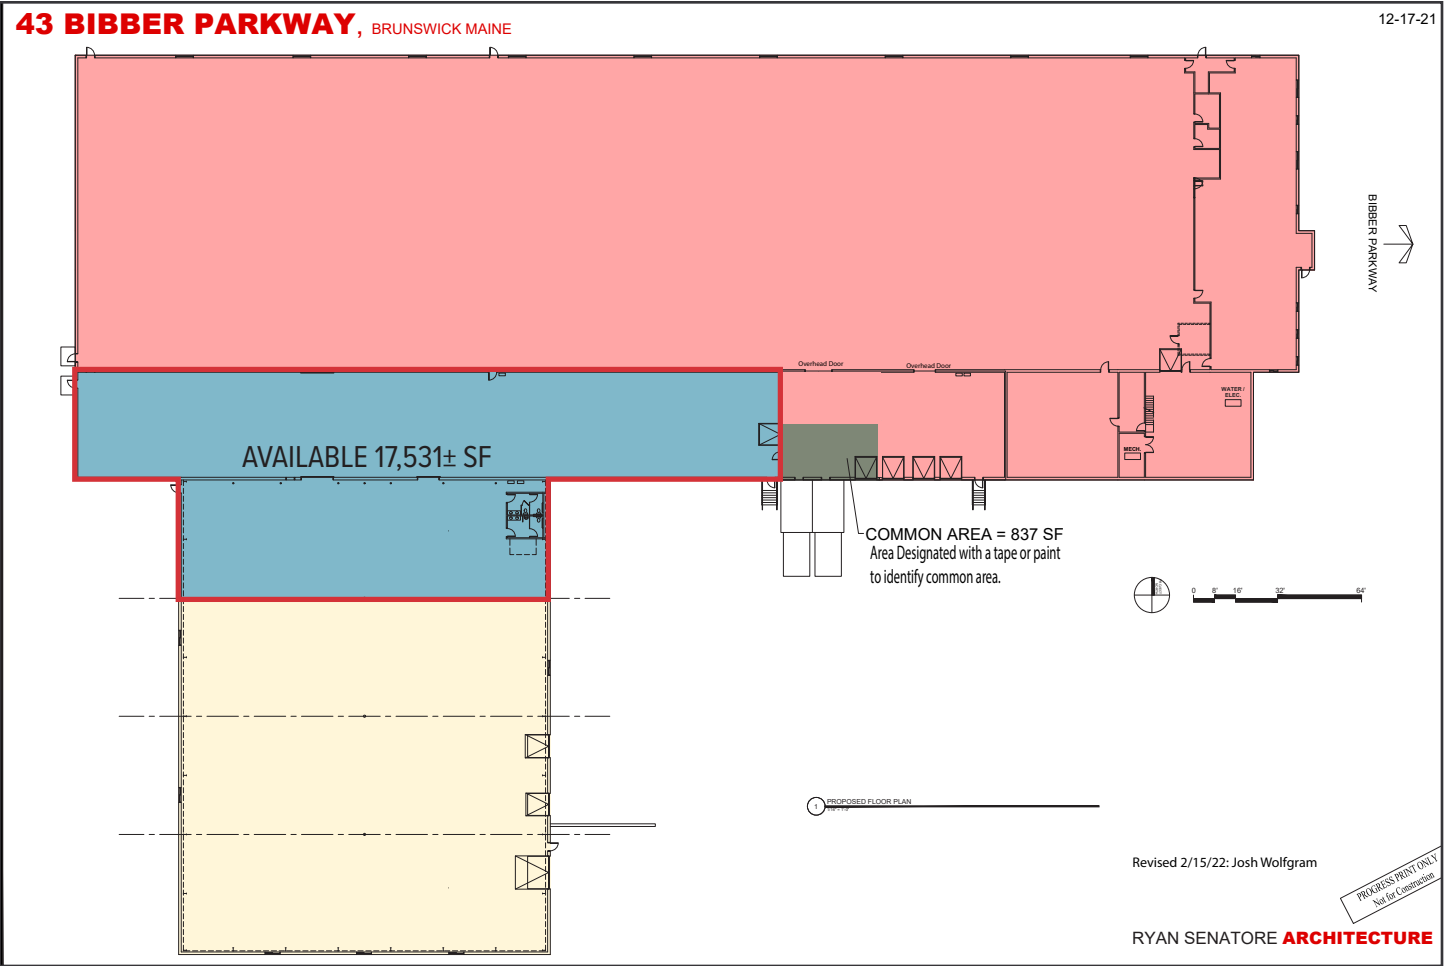 43 BIBBER PARKWAY, BRUNSWICK MAINE
12-17-21
BIBBER PARKWAY
Overhead Door
Overhead Door
WATER /
ELEC.
MECH.
AVAILABLE 17,531± SF
COMMON AREA = 837 SF
Area Designated with a tape or paint
to identify common area.
0 8' 16' 32' 64'
1
PROPOSED FLOOR PLAN
Revised 2/15/22: Josh Wolfgram
PROGRESS PRINT ONLY
Not for Construction
RYAN SENATORE ARCHITECTURE